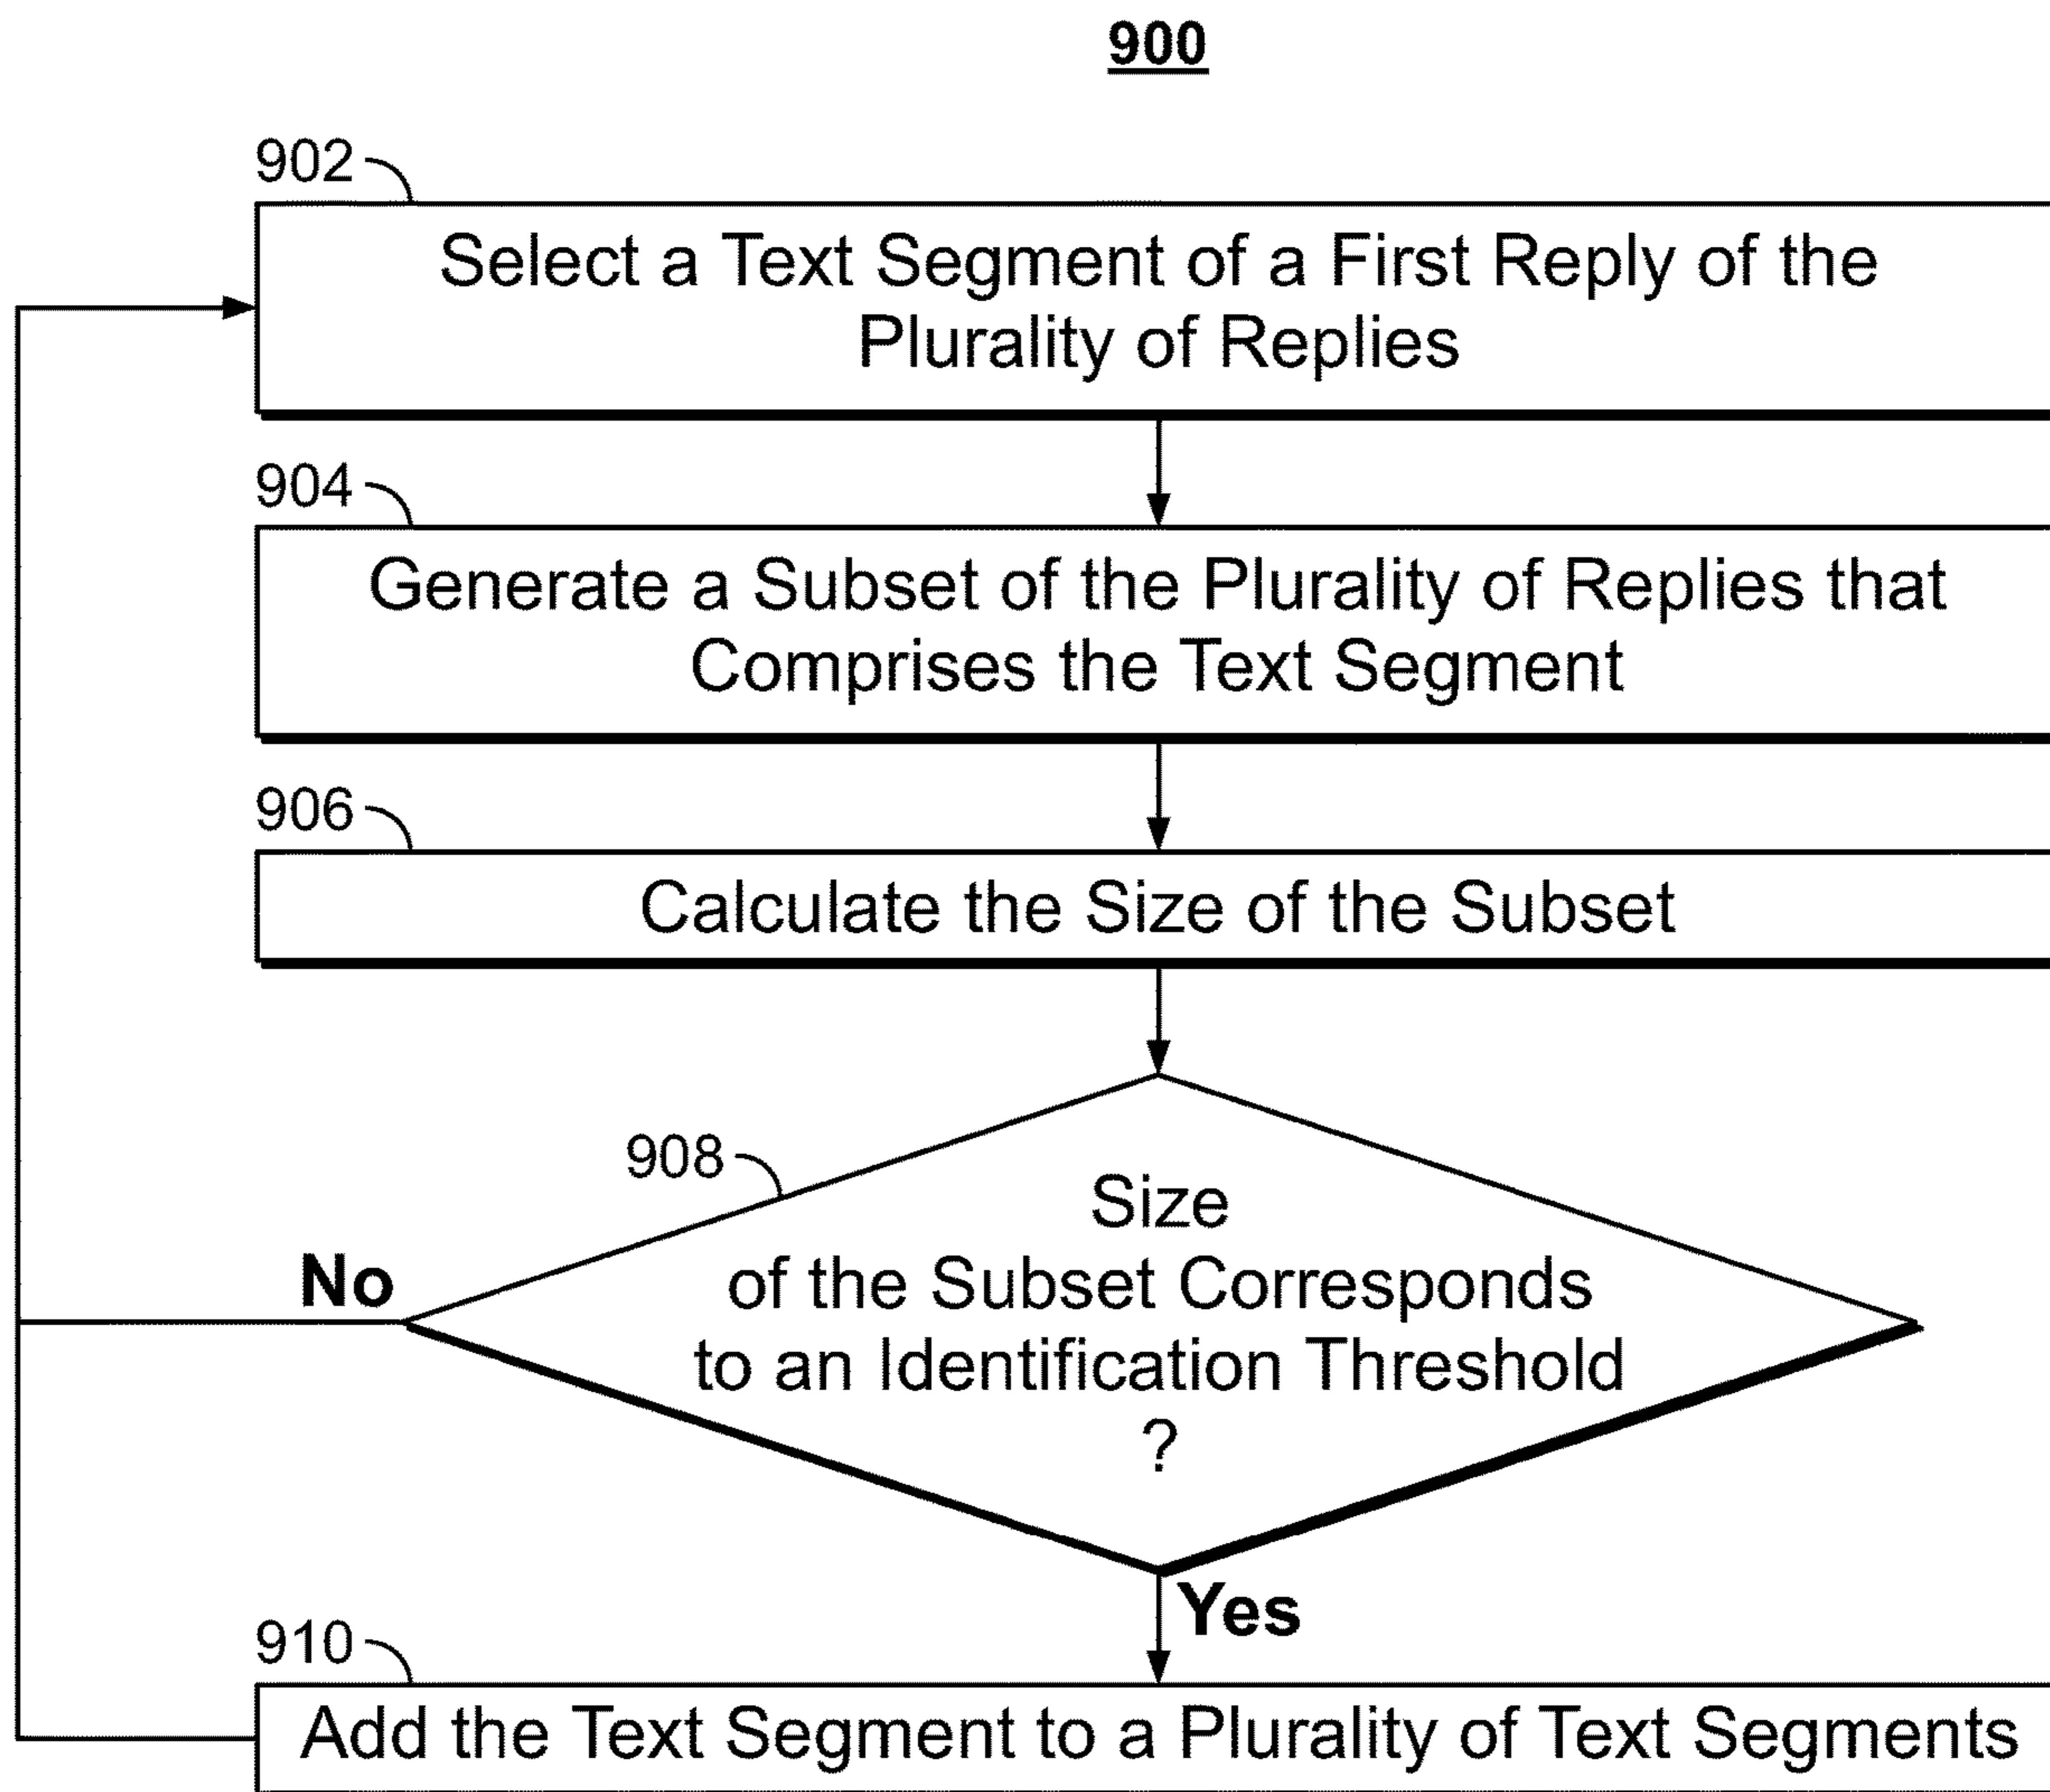 900
902
Select a Text Segment of a First Reply of the
Plurality of Replies
904
Generate a Subset of the Plurality of Replies that
Comprises the Text Segment
906
Calculate the Size of the Subset
908
Size
of the Subset Corresponds
to an Identification Threshold
?
No
Yes
910
Add the Text Segment to a Plurality of Text Segments